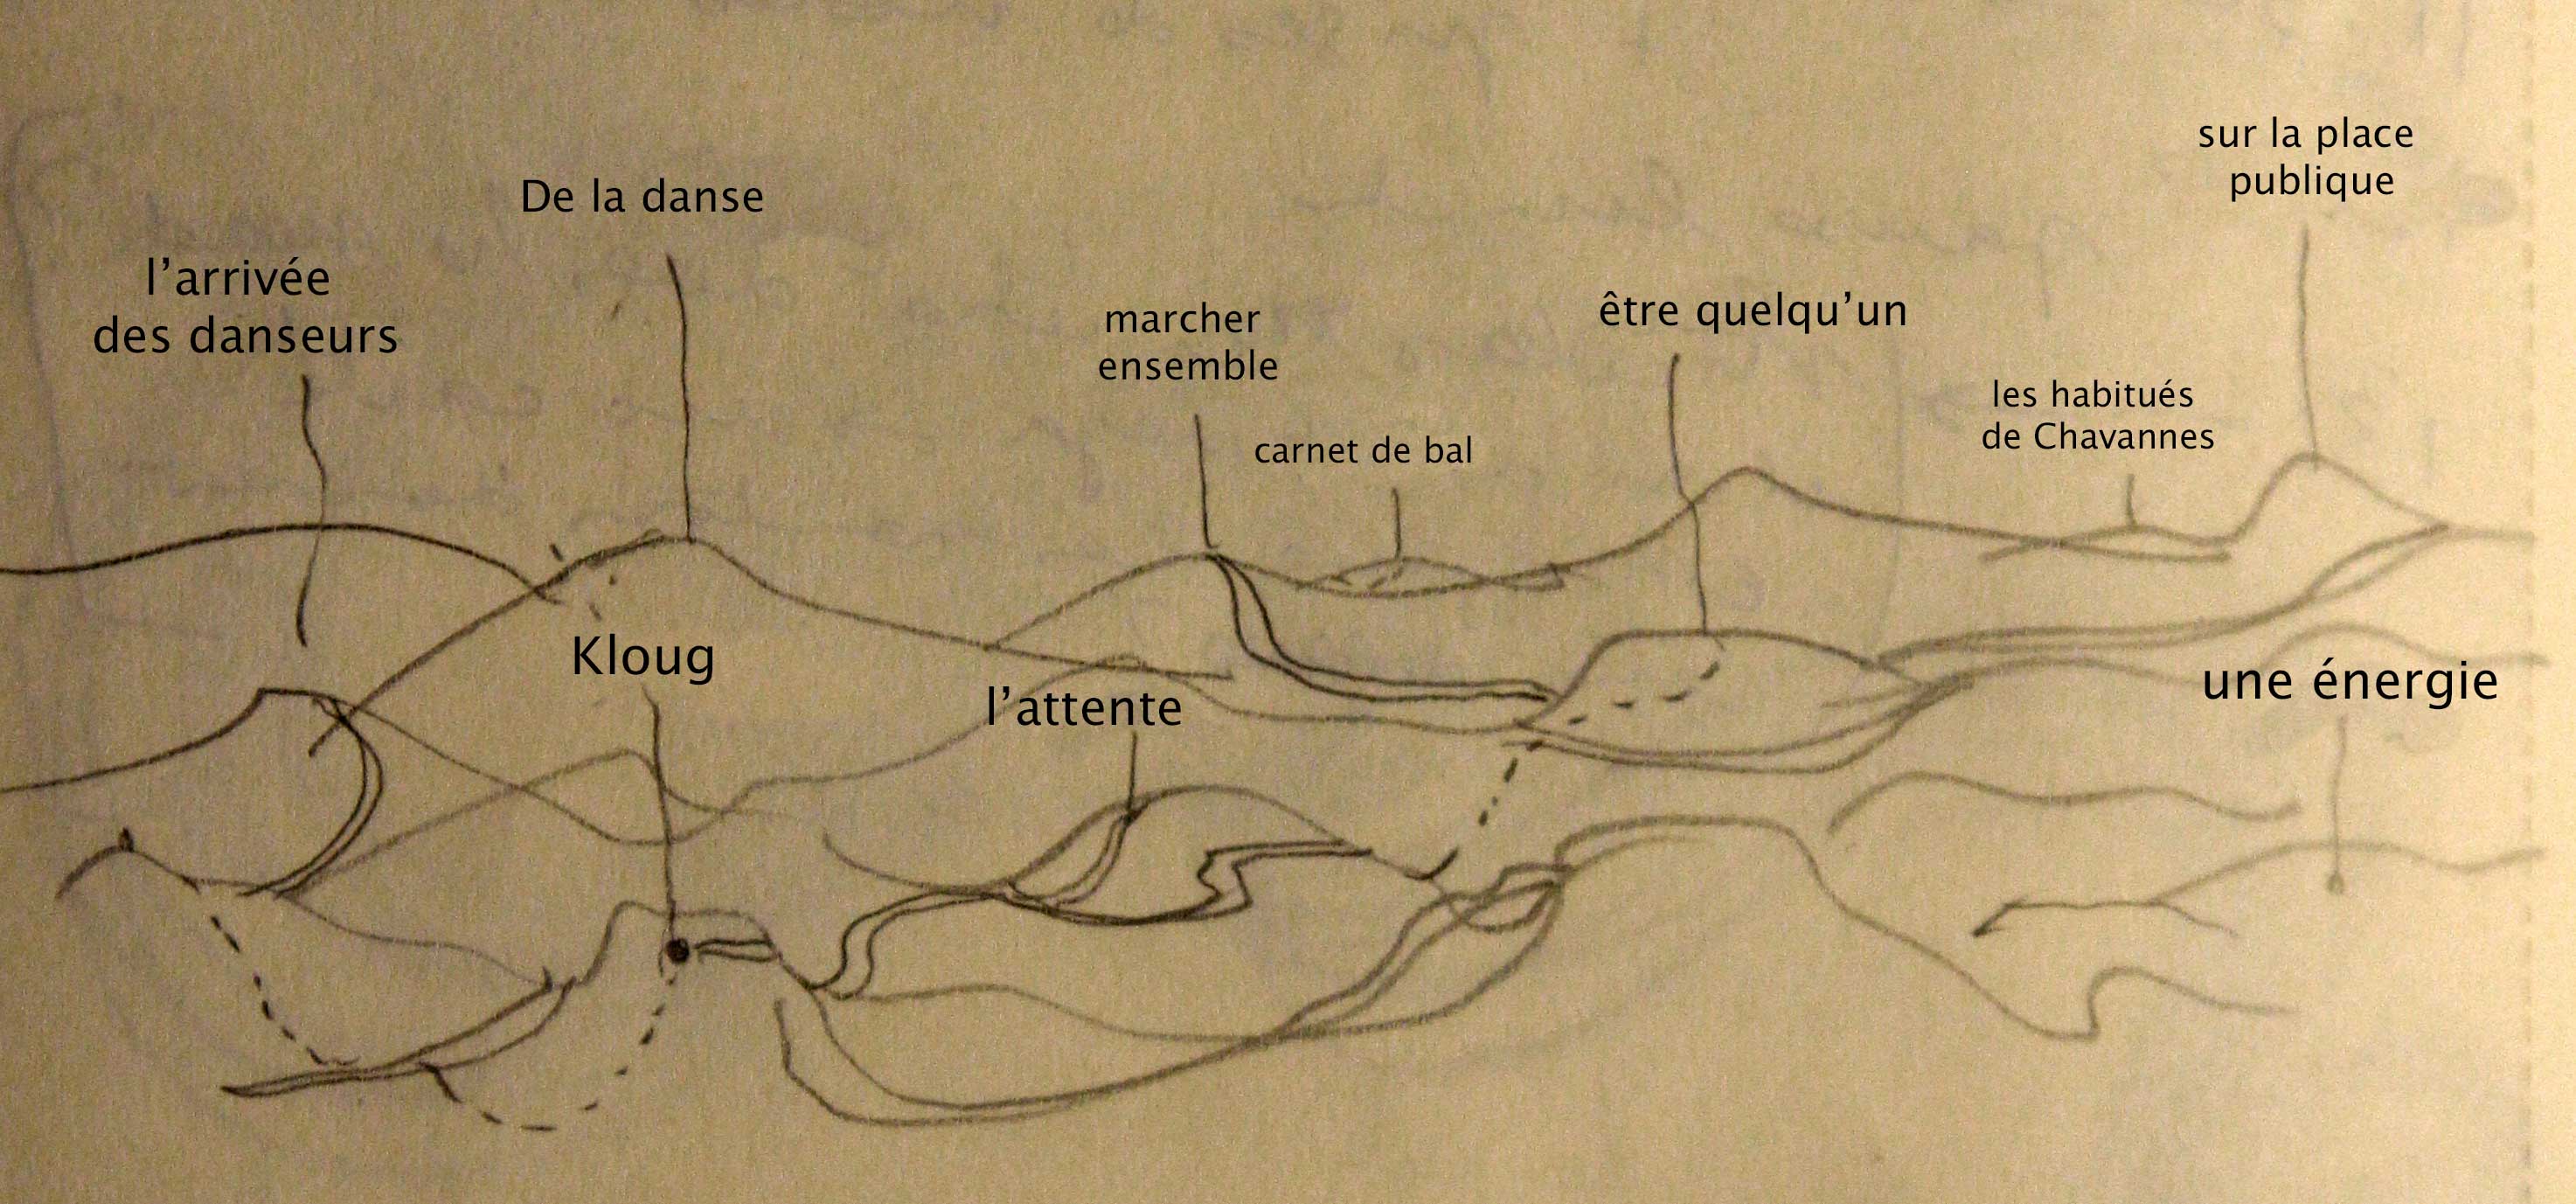 sur la place
publique
De la danse
l'arrivée
des danseurs
marcher
ensemble
être quelqu'un
les habitués
de Chavannes
carnet de bal
Kloug
l'attente
une énergie